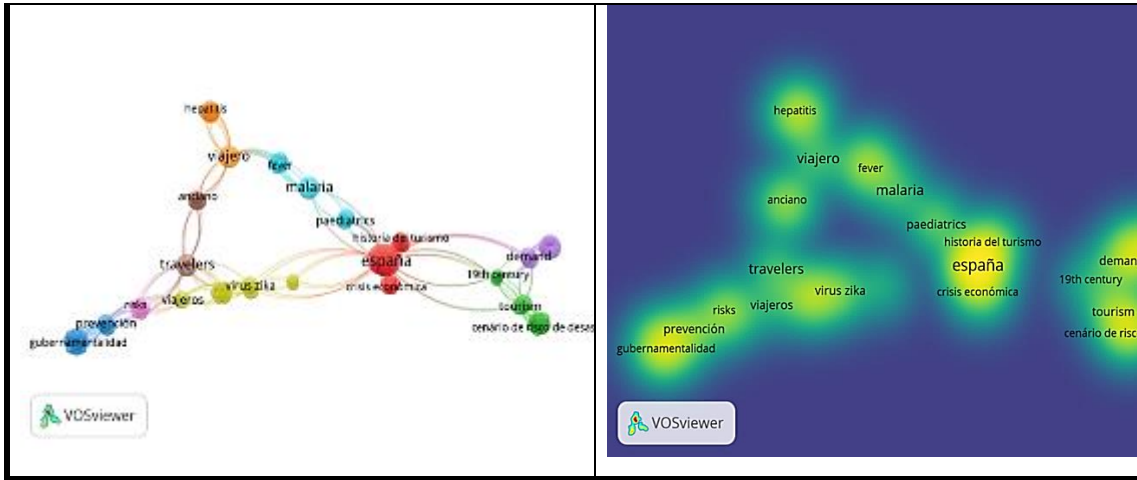 hepatitis
viajero
fever
malaria
anciano
paediatrics
historia del turismo
españa
demand
travelers
19th century
virus zika
crisis económica
viajeros
risks
tourism
prevención
cenário de risco de desas
gubernamentalidad
VOSviewer
hepatitis
viajero
fever
malaria
anciano
paediatrics
historia del turismo
deman
españa
travelers
19th century
virus zika
crisis económica
viajeros
risks
tourism
prevención
cenário de risc
gubernamentalidad
VOSviewer